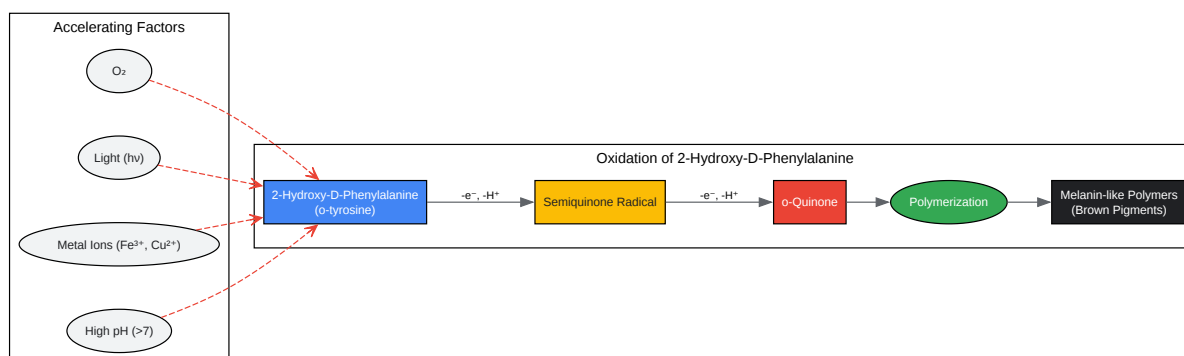 Accelerating Factors
O₂
Light (hν)
Metal Ions (Fe³⁺, Cu²⁺)
High pH (>7)
Oxidation of 2-Hydroxy-D-Phenylalanine
2-Hydroxy-D-Phenylalanine
(o-tyrosine)
-e⁻, -H⁺
Semiquinone Radical
-e⁻, -H⁺
o-Quinone
Polymerization
Melanin-like Polymers
(Brown Pigments)